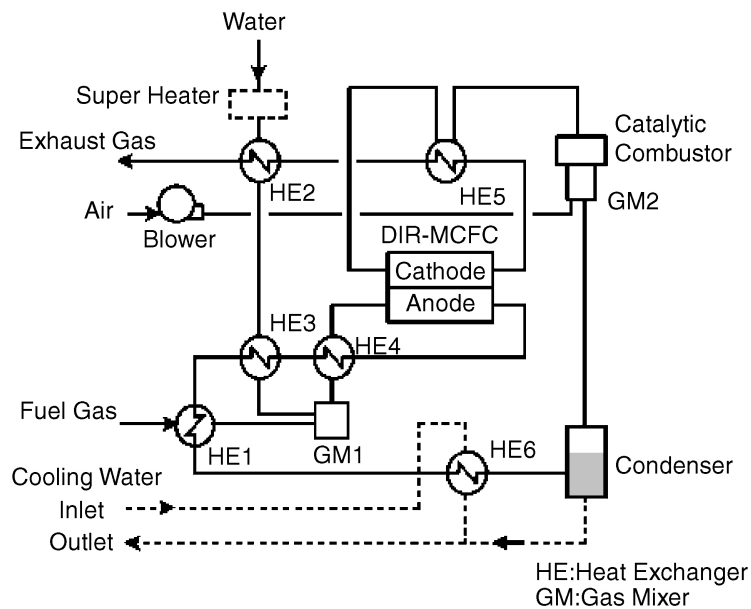 Water
Super Heater
Exhaust Gas
Catalytic
Combustor
HE2
HE5
GM2
Air
Blower
DIR-MCFC
Cathode
Anode
HE3
HE4
Fuel Gas
HE1
GM1
HE6
Condenser
Cooling Water
Inlet
Outlet
HE:Heat Exchanger
GM:Gas Mixer